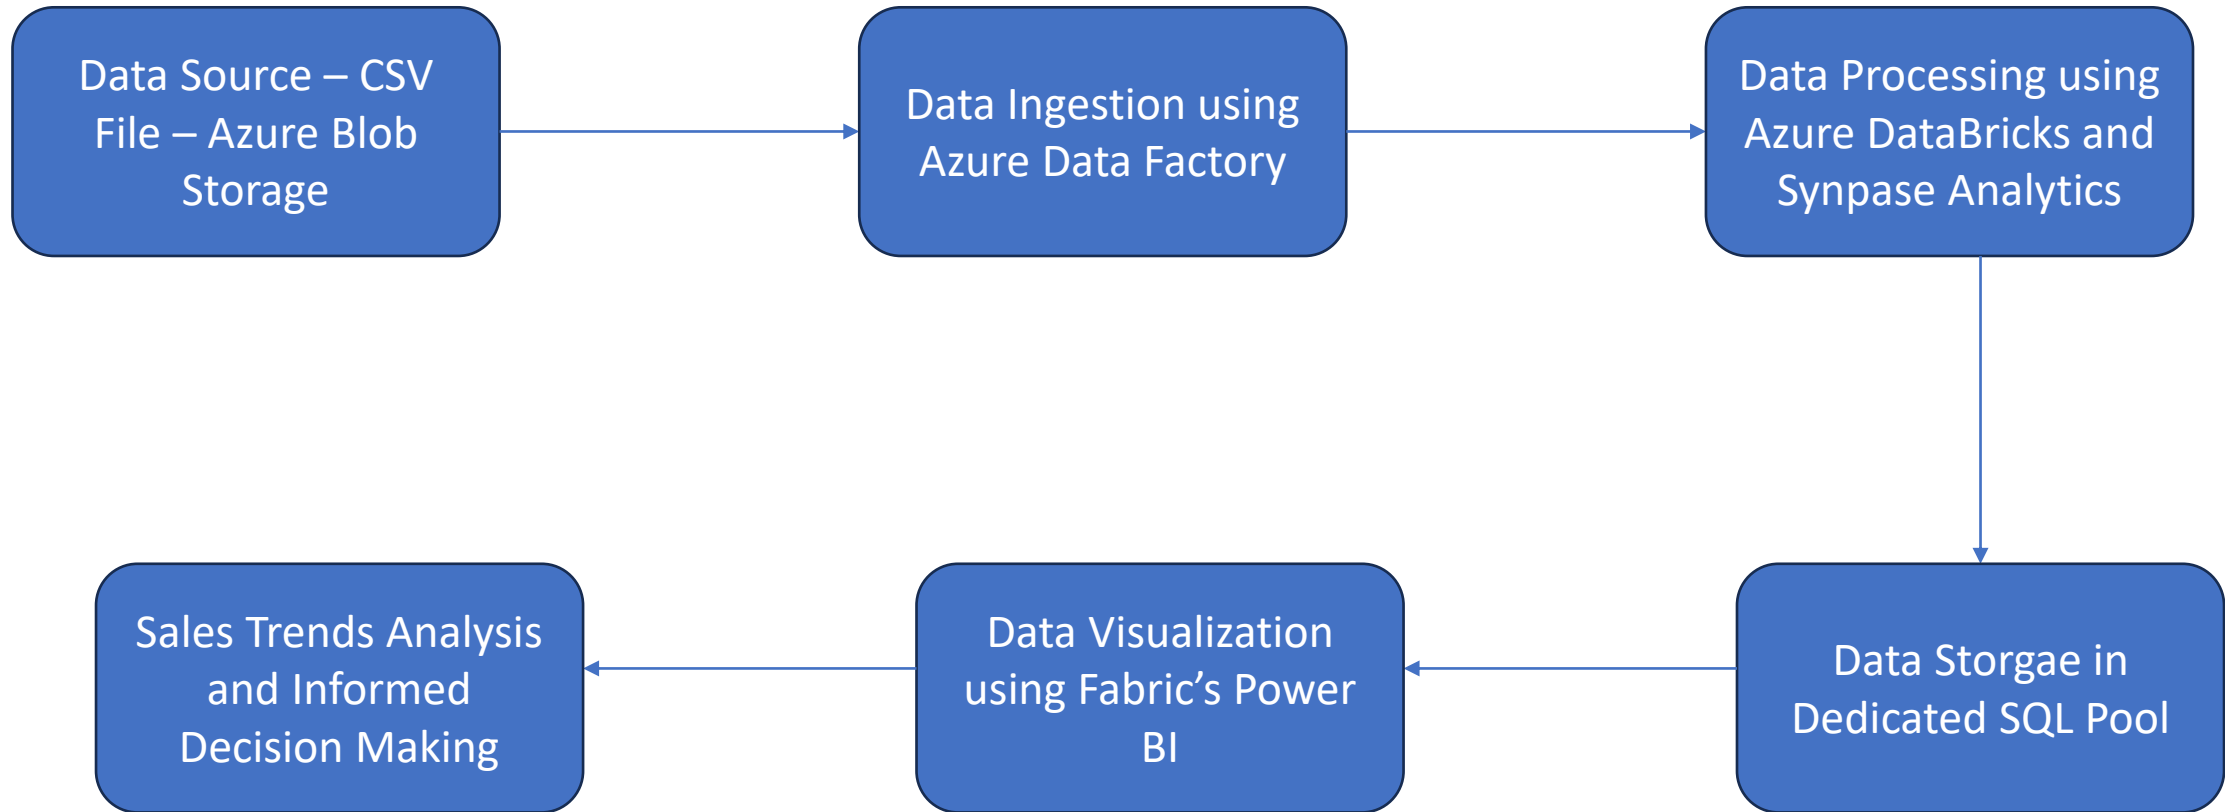 Data Source – CSV
File – Azure Blob
Storage
Data Ingestion using
Azure Data Factory
Data Processing using
Azure DataBricks and
Synpase Analytics
Data Storgae in
Dedicated SQL Pool
Data Visualization
using Fabric’s Power
BI
Sales Trends Analysis
and Informed
Decision Making